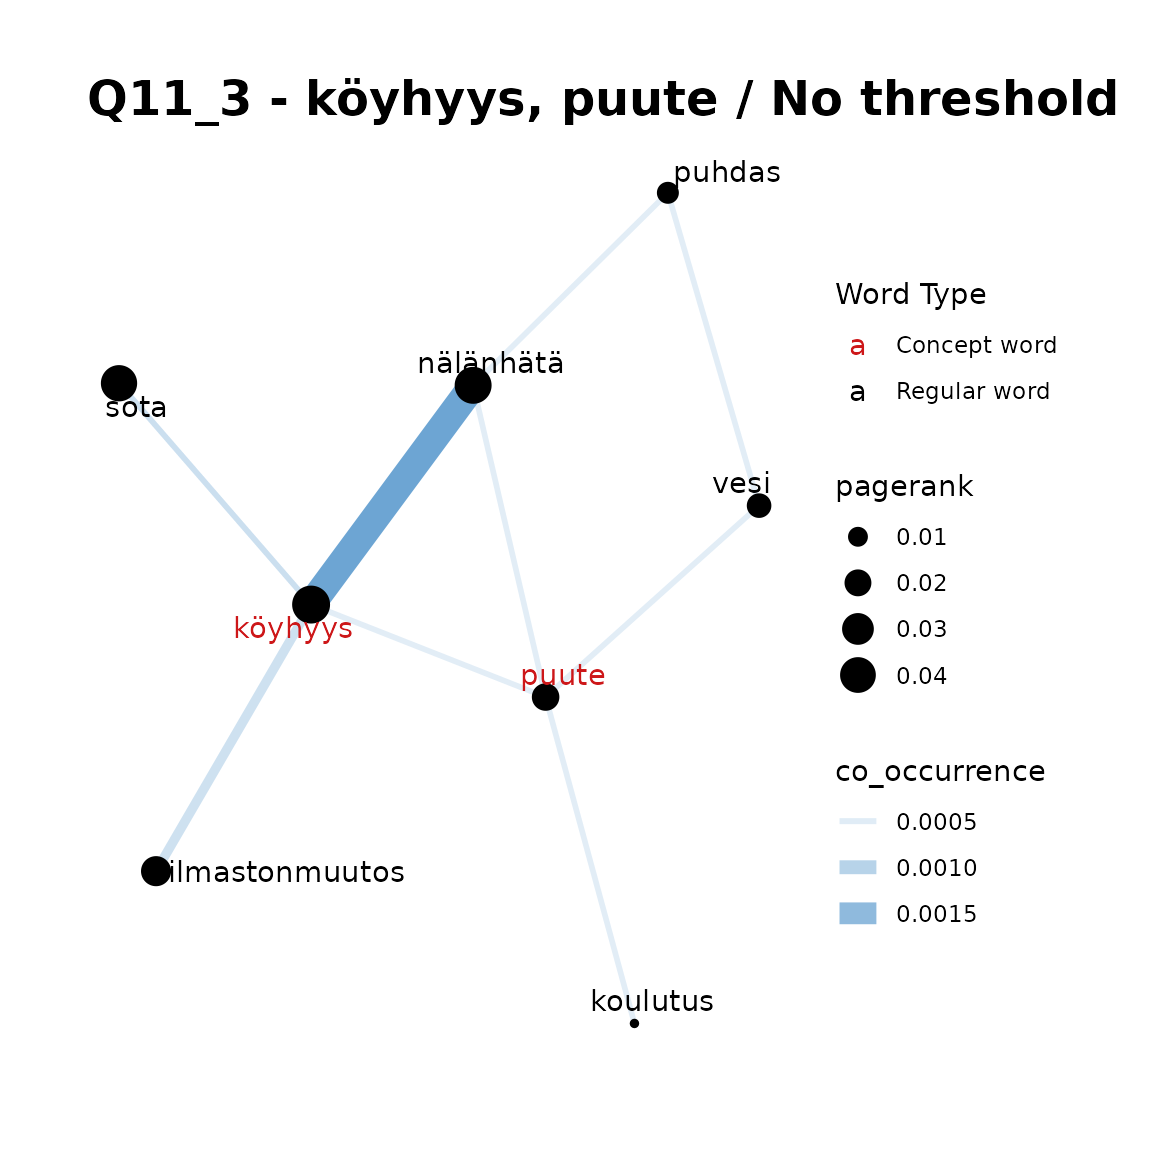 Q11_3 - köyhyys, puute / No threshold
puhdas
nälänhätä
sota
vesi
köyhyys
puute
ilmastonmuutos
koulutus
Word Type
a Concept word
a Regular word
pagerank
0.01
0.02
0.03
0.04
co_occurrence
0.0005
0.0010
0.0015